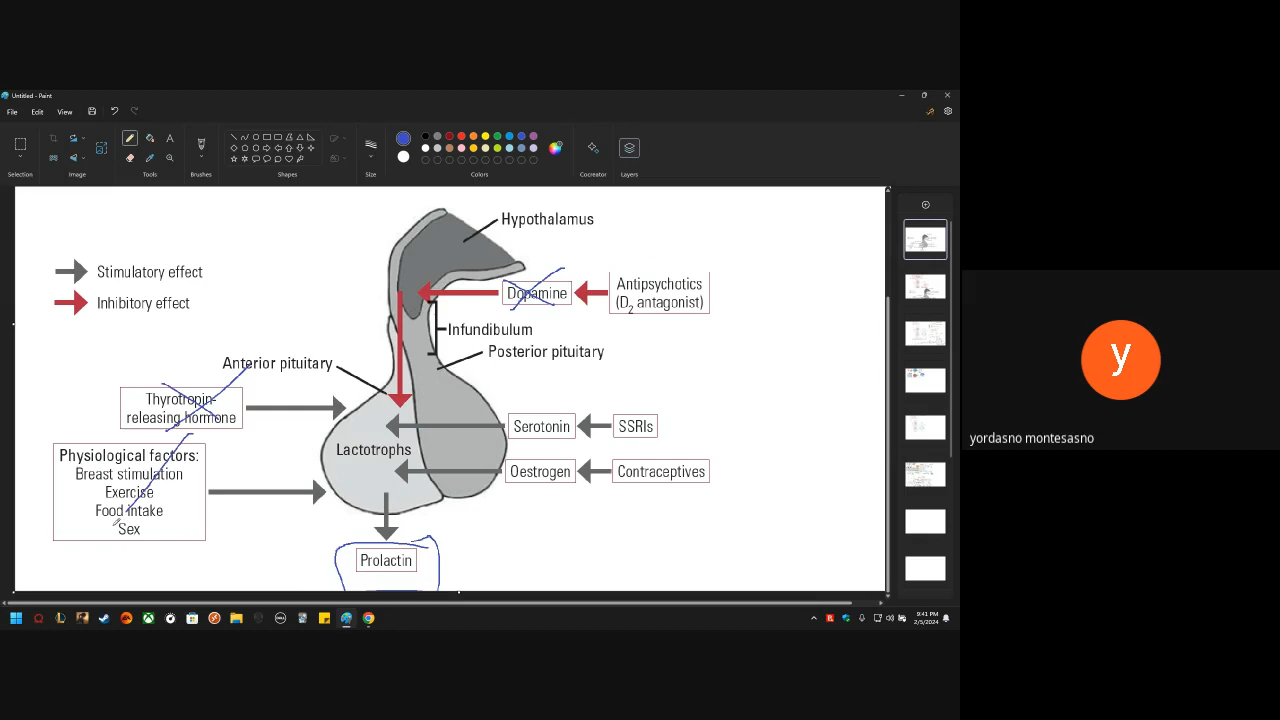 Untitled - Paint
File Edit View
Selection
Image
Tools
Brushes
Shapes
Size
Colors
Cocreator
Layers
Hypothalamus
Stimulatory effect
Inhibitory effect
Dopamine
Antipsychotics
(D2 antagonist)
Infundibulum
Posterior pituitary
Anterior pituitary
Thyrotropin-
releasing hormone
Physiological factors:
Breast stimulation
Exercise
Food intake
Sex
Lactotrophs
Serotonin
SSRIs
Oestrogen
Contraceptives
Prolactin
9:41 PM
2/5/2024
y
yordasno montesasno